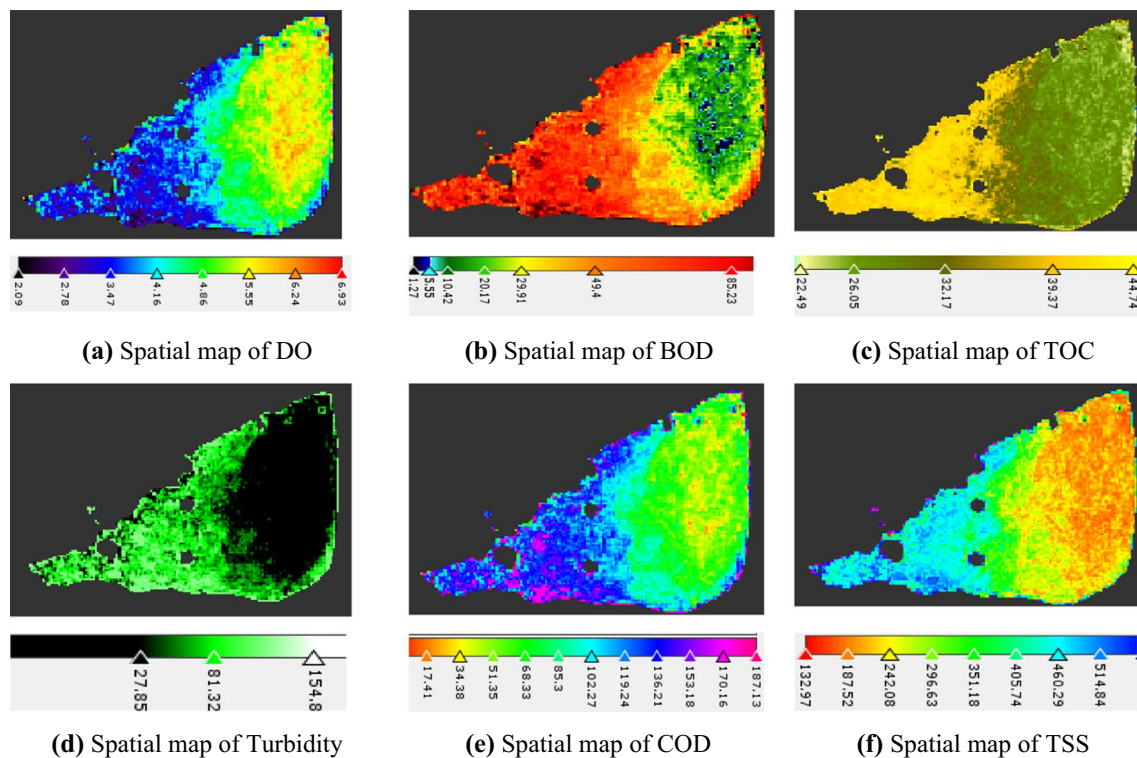 2.09 2.78 3.47 4.16 4.86 5.55 6.24 6.93
1.27 5.55 10.42 20.17 29.91 49.4 85.23
22.49 26.05 32.17 39.37 44.74
(a) Spatial map of DO
(b) Spatial map of BOD
(c) Spatial map of TOC
27.85 81.32 154.8
17.41 34.38 51.35 68.33 85.3 102.27 119.24 136.21 153.18 170.16 187.13
132.97 187.52 242.08 296.63 351.18 405.74 460.29 514.84
(d) Spatial map of Turbidity
(e) Spatial map of COD
(f) Spatial map of TSS